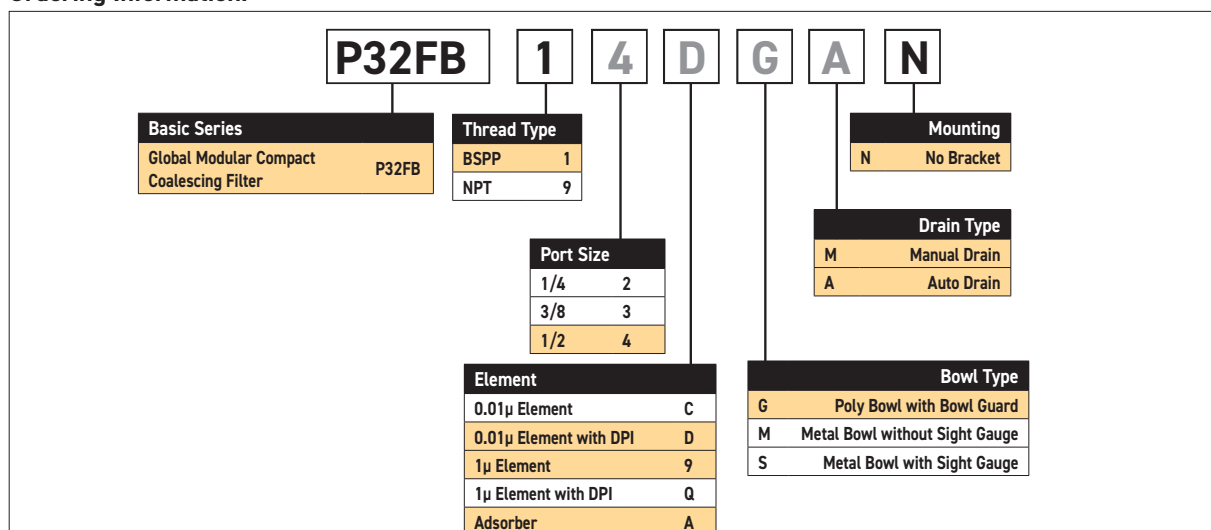 Ordering Information:
P32FB 1 4 D G A N
Basic Series
Global Modular Compact
Coalescing Filter P32FB
Thread Type
BSPP 1
NPT 9
Mounting
N No Bracket
Drain Type
M Manual Drain
A Auto Drain
Port Size
1/4 2
3/8 3
1/2 4
Element
0.01µ Element C
0.01µ Element with DPI D
1µ Element 9
1µ Element with DPI Q
Adsorber A
Bowl Type
G Poly Bowl with Bowl Guard
M Metal Bowl without Sight Gauge
S Metal Bowl with Sight Gauge